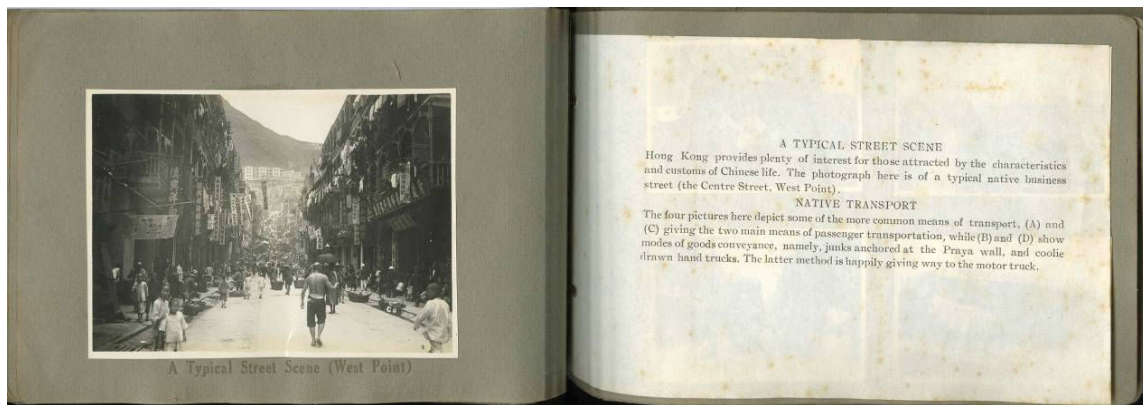 A Typical Street Scene (West Point)
A TYPICAL STREET SCENE
Hong Kong provides plenty of interest for those attracted by the characteristics
and customs of Chinese life. The photograph here is of a typical native business
street (the Centre Street, West Point).
NATIVE TRANSPORT
The four pictures here depict some of the more common means of transport, (A) and
(C) giving the two main means of passenger transportation, while (B) and (D) show
modes of goods conveyance, namely, junks anchored at the Praya wall, and coolie
drawn hand trucks. The latter method is happily giving way to the motor truck.